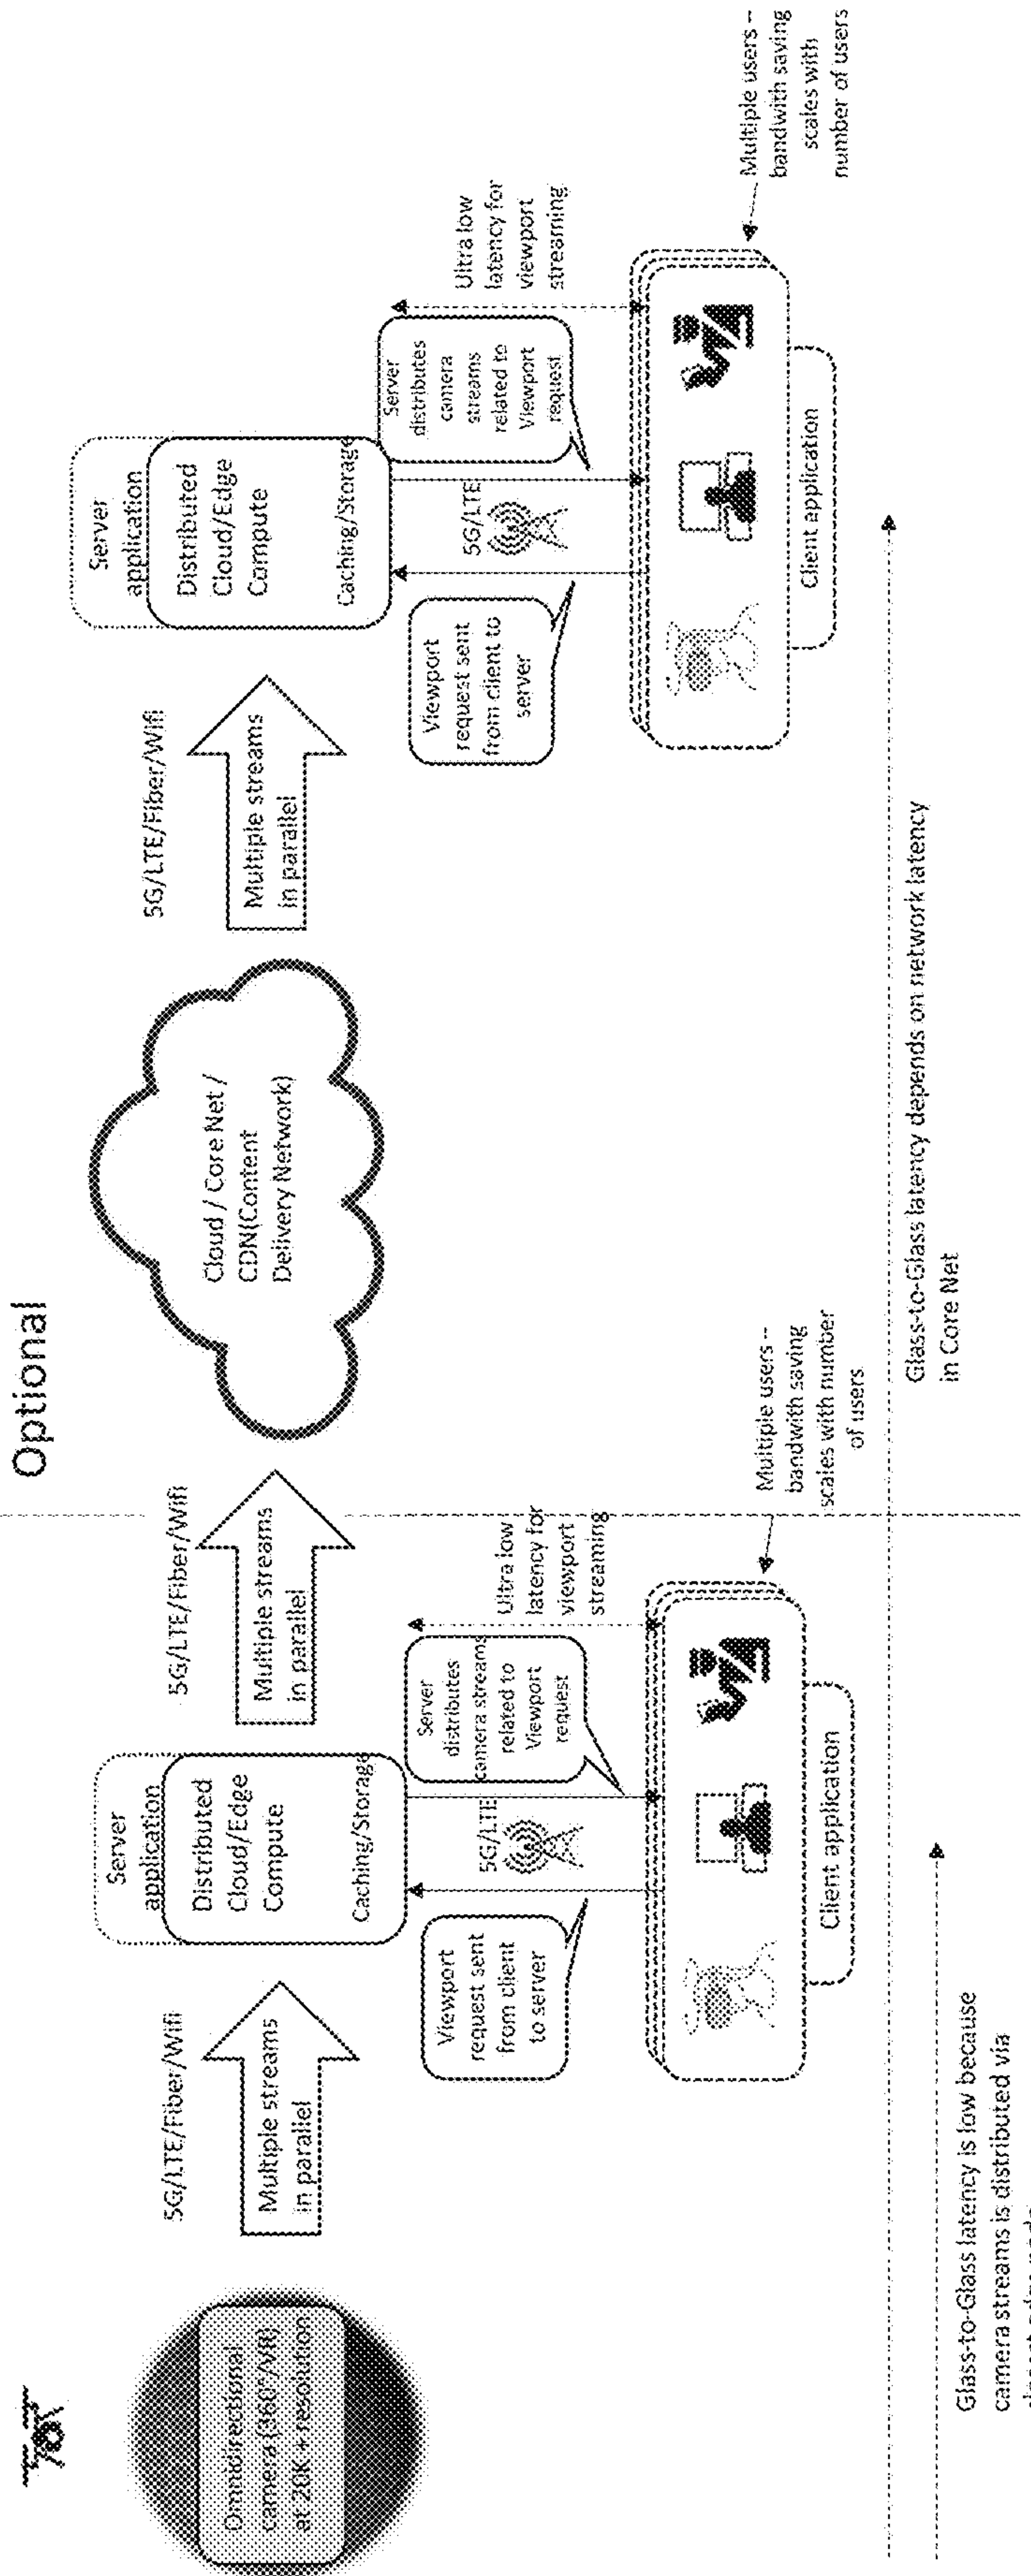 Optional
Omnidirectional
camera (360°/VR)
at 20K + resolution
5G/LTE/Fiber/Wifi
Multiple streams
in parallel
Server
application
Distributed
Cloud/Edge
Compute
Caching/Storage
Viewport
request sent
from client
to server
5G/LTE
Server
distributes
camera streams
related to
Viewport
request
Ultra low
latency for
viewport
streaming
Client application
Multiple users –
bandwith saving
scales with number
of users
5G/LTE/Fiber/Wifi
Multiple streams
in parallel
Cloud / Core Net /
CDN(Content
Delivery Network)
5G/LTE/Fiber/Wifi
Multiple streams
in parallel
Server
application
Distributed
Cloud/Edge
Compute
Caching/Storage
Viewport
request sent
from client to
server
5G/LTE
Server
distributes
camera
streams
related to
Viewport
request
Ultra low
latency for
viewport
streaming
Client application
Multiple users –
bandwith saving
scales with
number of users
Glass-to-Glass latency depends on network latency
in Core Net
Glass-to-Glass latency is low because
camera streams is distributed via